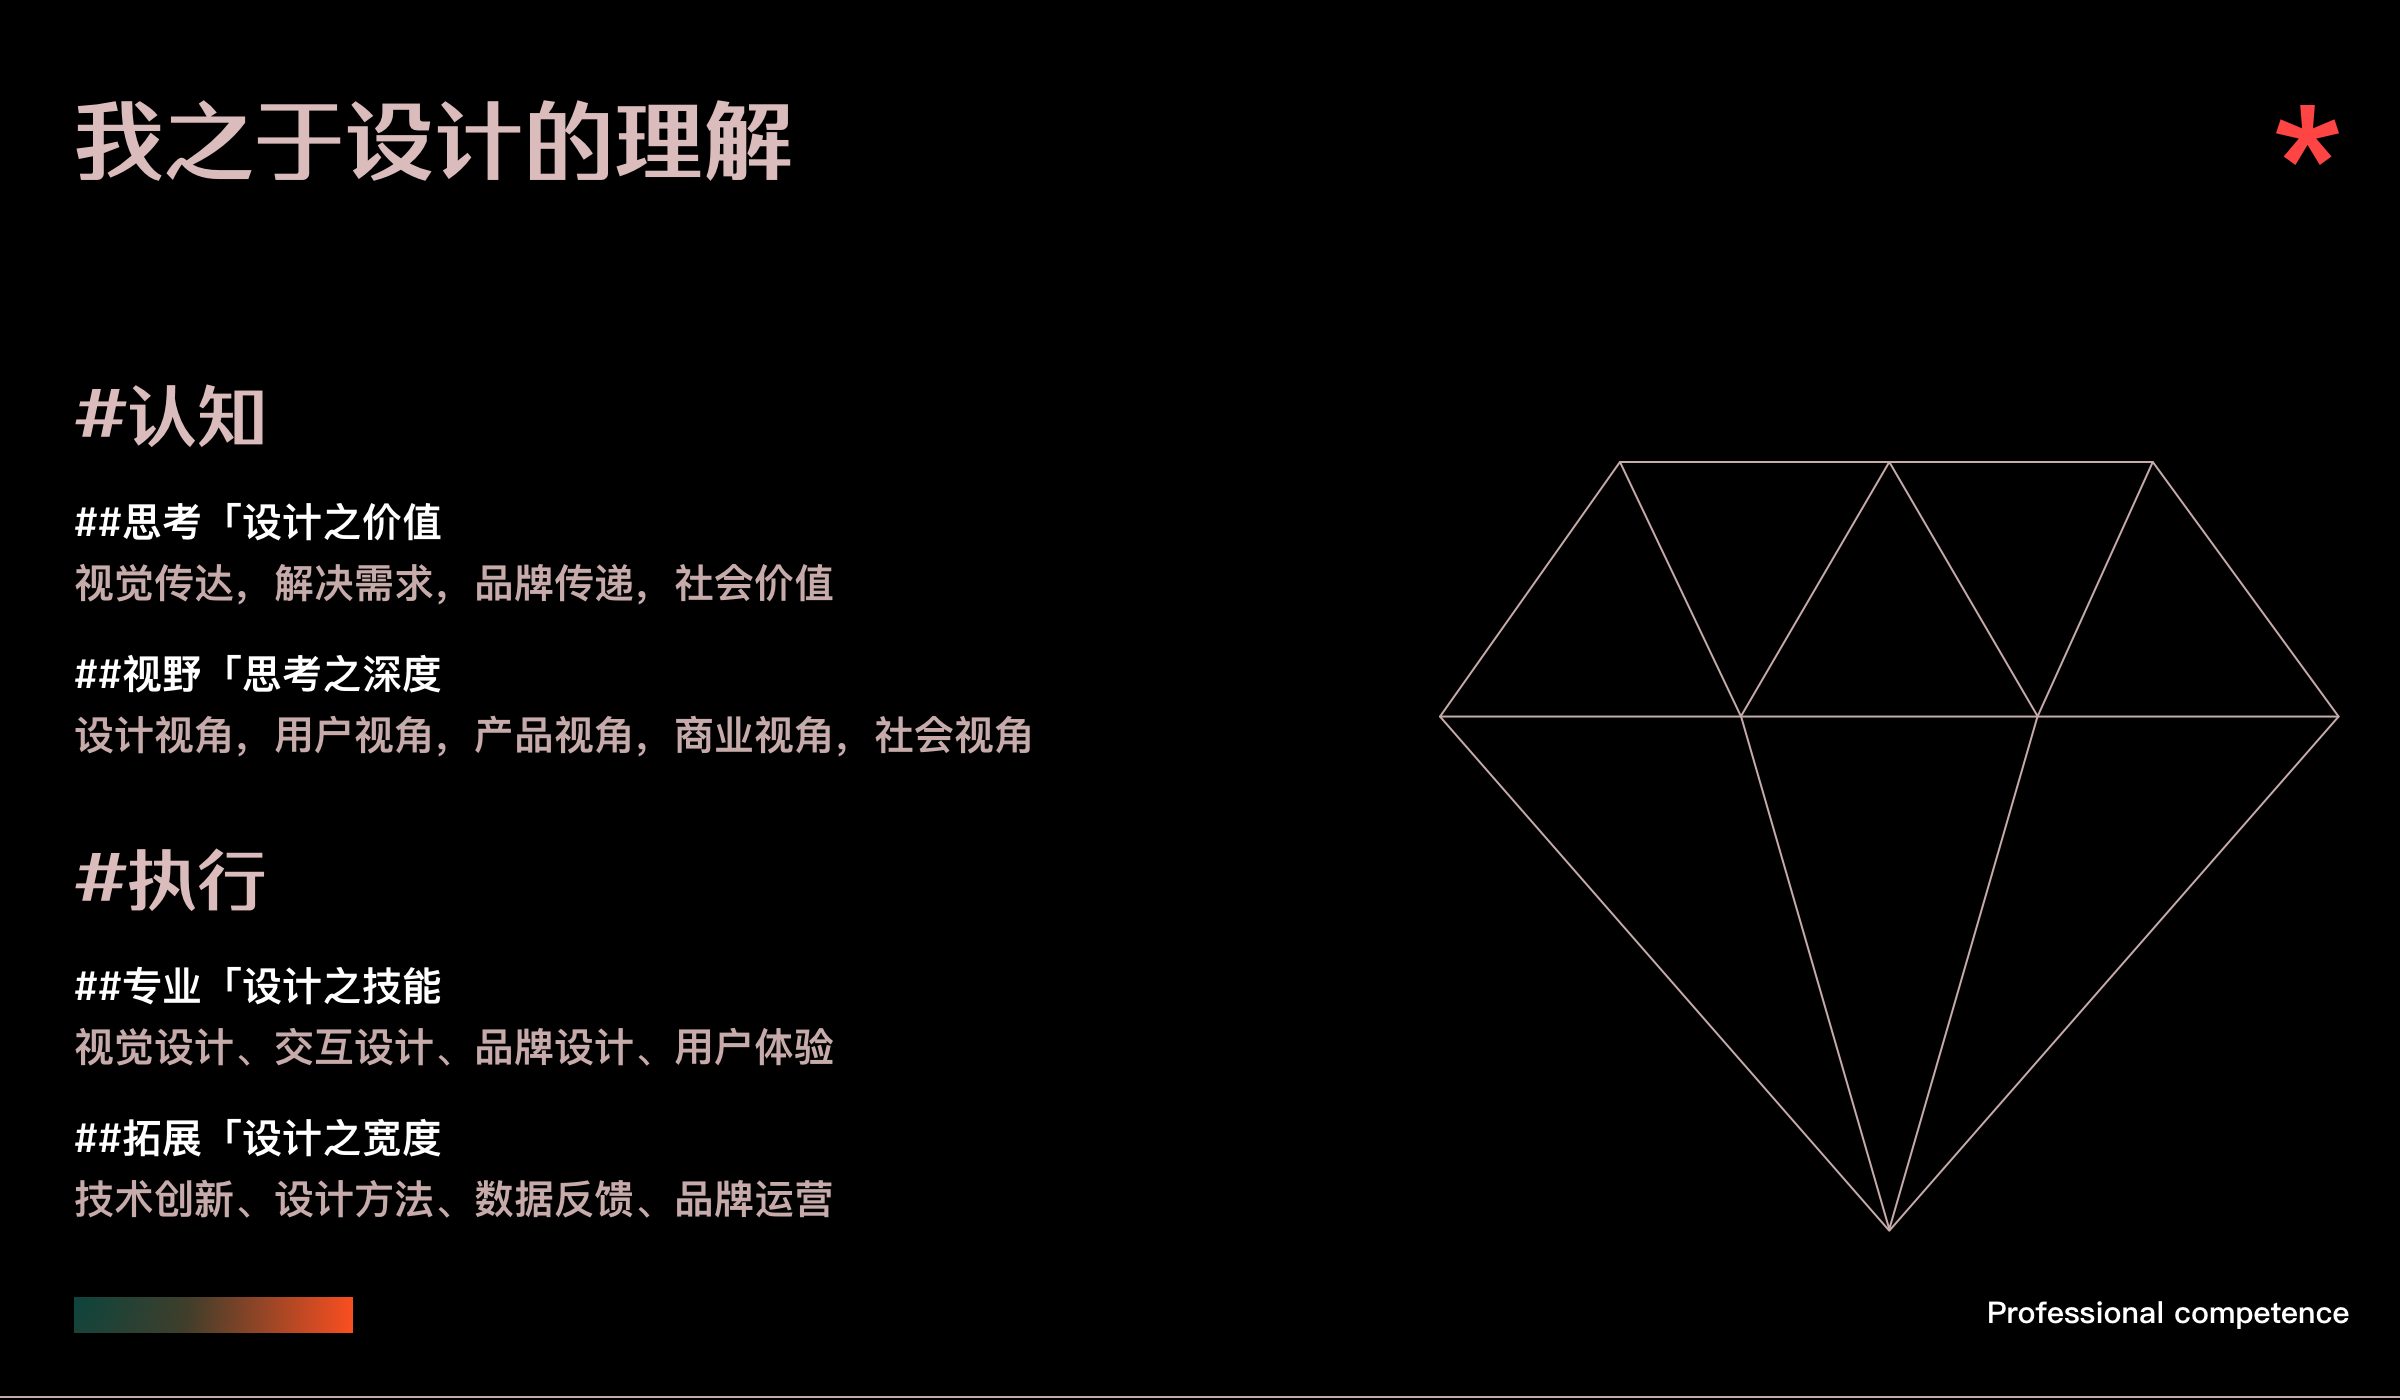 我之于设计的理解
*
#认知
##思考「设计之价值
视觉传达，解决需求，品牌传递，社会价值
##视野「思考之深度
设计视角，用户视角，产品视角，商业视角，社会视角
#执行
##专业「设计之技能
视觉设计、交互设计、品牌设计、用户体验
##拓展「设计之宽度
技术创新、设计方法、数据反馈、品牌运营
Professional competence